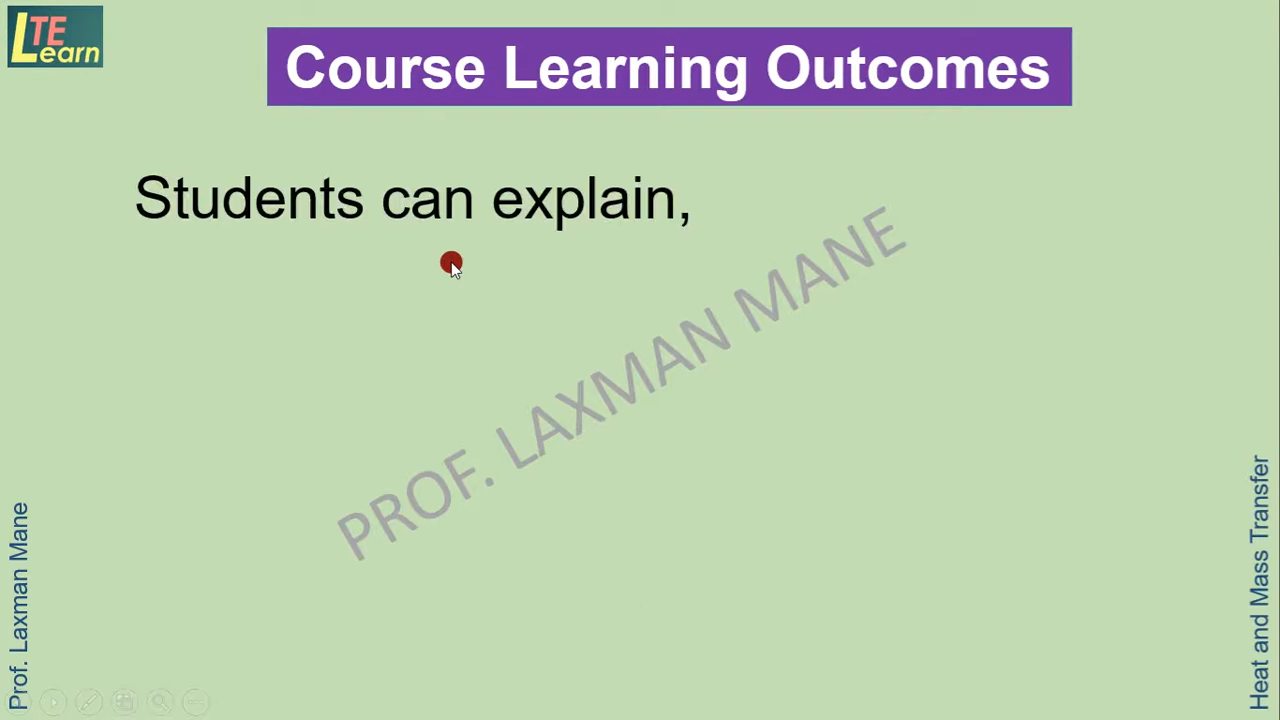 LTE
Learn
Course Learning Outcomes
Students can explain,
PROF. LAXMAN MANE
Prof. Laxman Mane
Heat and Mass Transfer